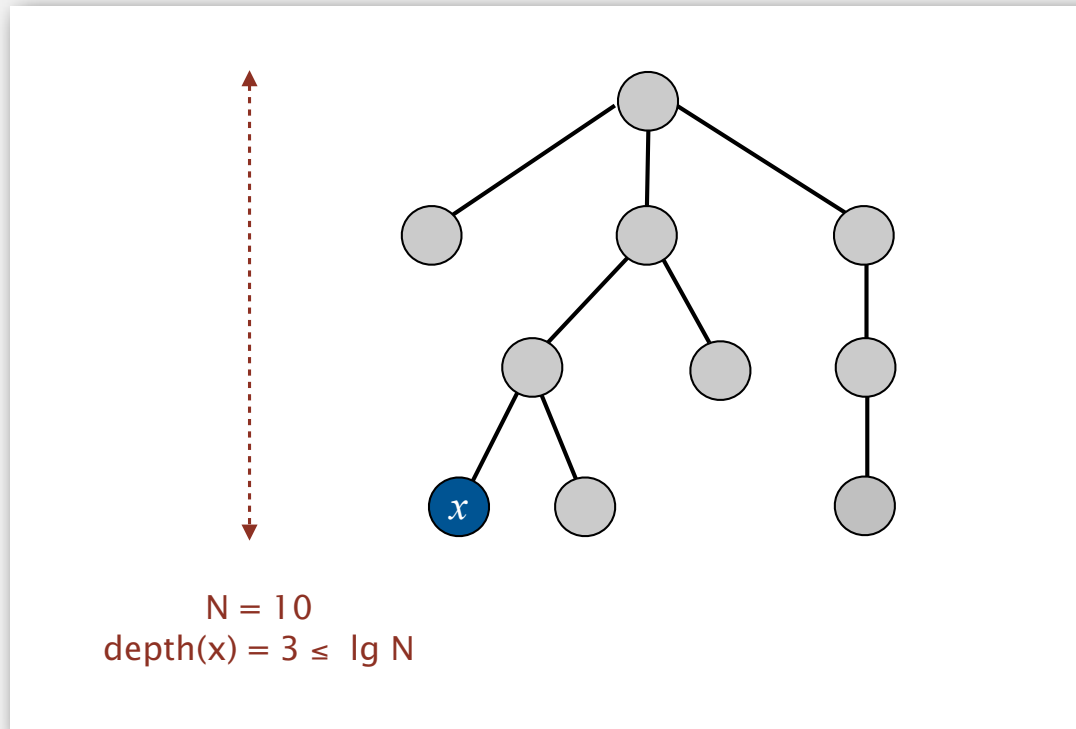 x
N = 10
depth(x) = 3 ≤ lg N